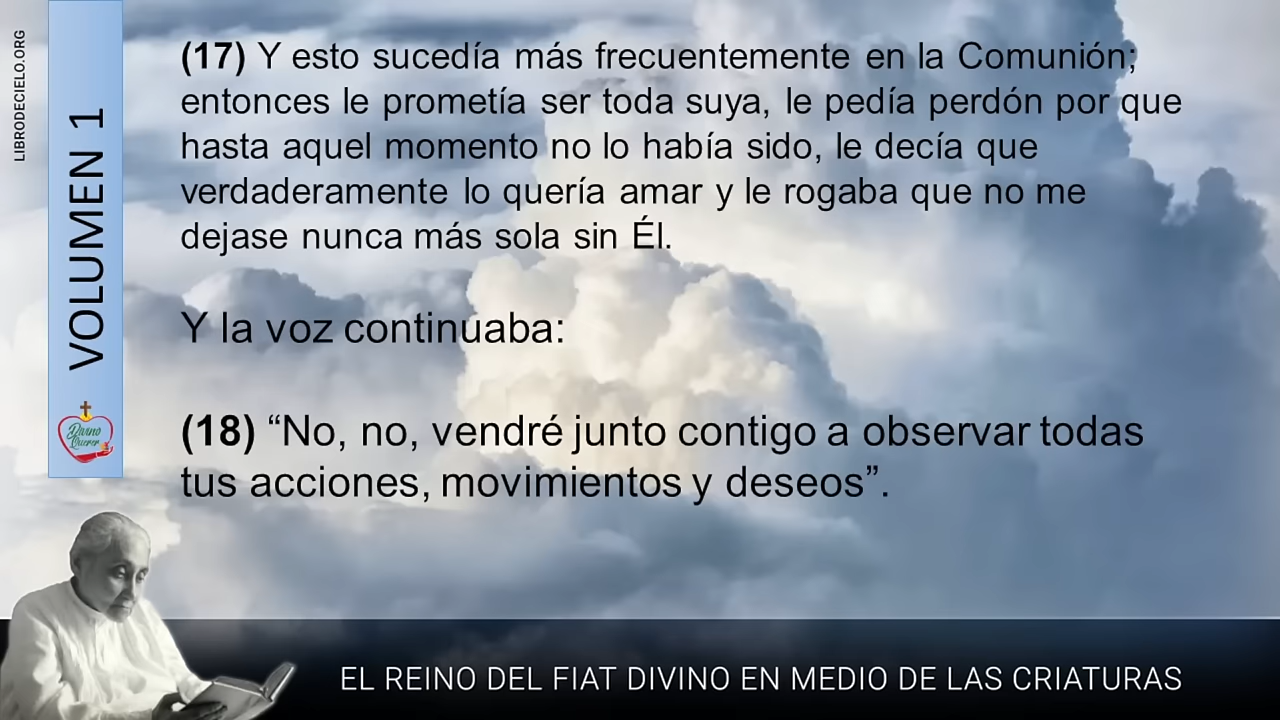 LIBRODECIELO.ORG
VOLUMEN 1
Divino
Querer
(17) Y esto sucedía más frecuentemente en la Comunión;
entonces le prometía ser toda suya, le pedía perdón por que
hasta aquel momento no lo había sido, le decía que
verdaderamente lo quería amar y le rogaba que no me
dejase nunca más sola sin Él.
Y la voz continuaba:
(18) “No, no, vendré junto contigo a observar todas
tus acciones, movimientos y deseos”.
EL REINO DEL FIAT DIVINO EN MEDIO DE LAS CRIATURAS